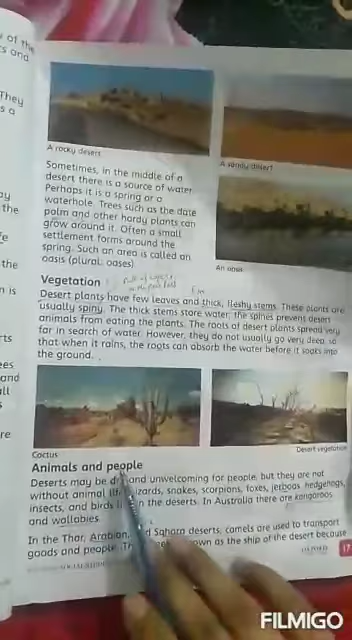 of the
s and
They
s a
the
the
n is
rts
ees
and
all
s
re
A rocky desert
A sandy desert
Sometimes, in the middle of a
desert there is a source of water.
Perhaps it is a spring or a
waterhole. Trees such as the date
palm and other hardy plants can
grow around it. Often a small
settlement forms around the
spring. Such an area is called an
oasis (plural: oases).
An oasis
Vegetation
Desert plants have few leaves and thick, fleshy stems. These plants are
usually spiny. The thick stems store water; the spines prevent desert
animals from eating the plants. The roots of desert plants spread very
far in search of water. However, they do not usually go very deep, so
that when it rains, the roots can absorb the water before it soaks into
the ground.
Cactus
Desert vegetation
Animals and people
Deserts may be dry and unwelcoming for people, but they are not
without animal lif lizards, snakes, scorpions, foxes, jerboas, hedgehogs,
insects, and birds li in the deserts. In Australia there are kangaroos
and wallabies.
In the Thar, Arabian, d Sahara deserts, camels are used to transport
goods and people. Th own as the ship of the desert because
OXFORD
17
FILMIGO